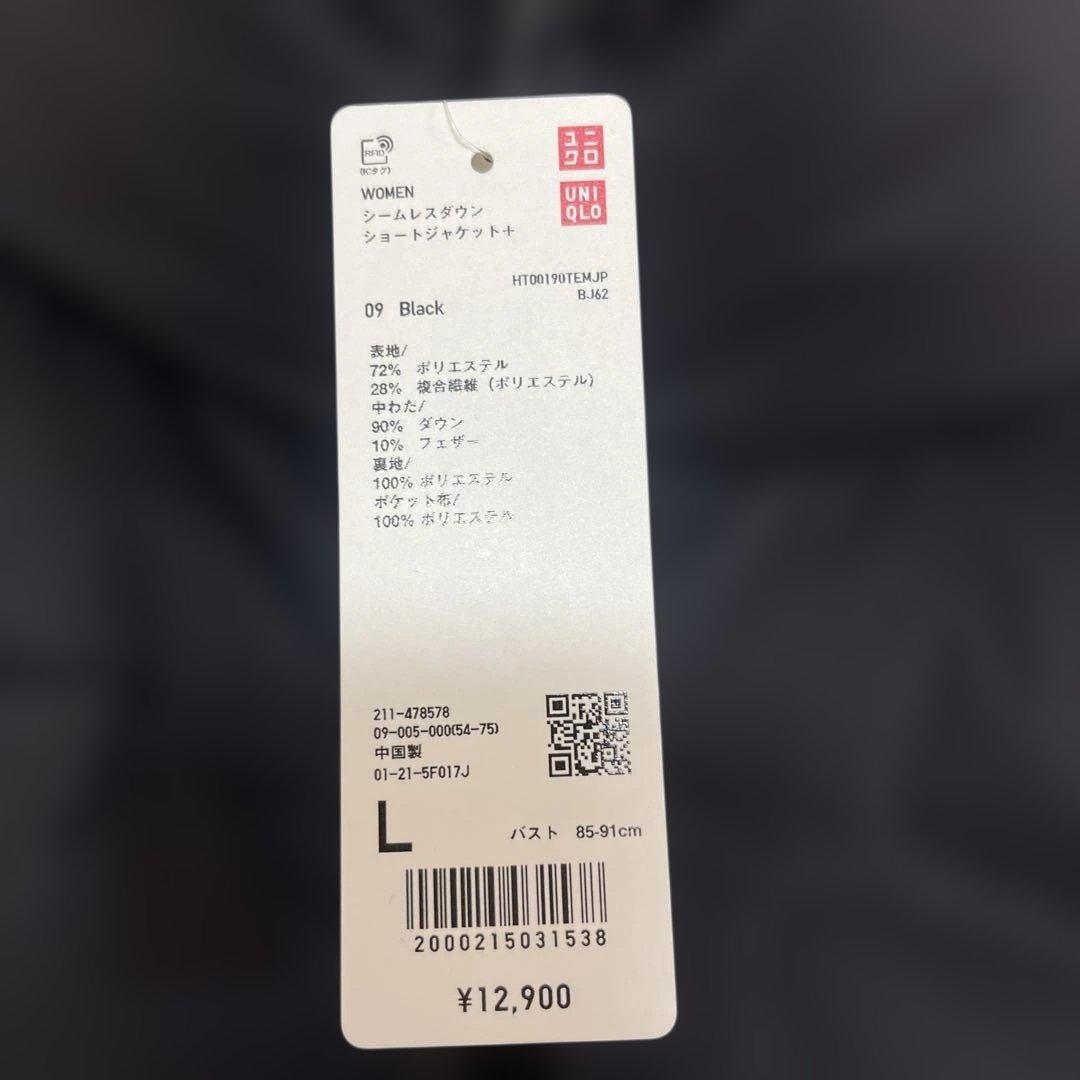 RFID
(ICタグ)
ユニ
クロ
UNI
QLO
WOMEN
シームレスダウン
ショートジャケット+
HT00190TEMJP
BJ62
09 Black
表地/
72% ポリエステル
28% 複合繊維 (ポリエステル)
中わた/
90% ダウン
10% フェザー
裏地/
100% ポリエステル
ポケット布/
100% ポリエステル
211-478578
09-005-000(54-75)
中国製
01-21-5F017J
L
バスト 85-91cm
2000215031538
¥12,900